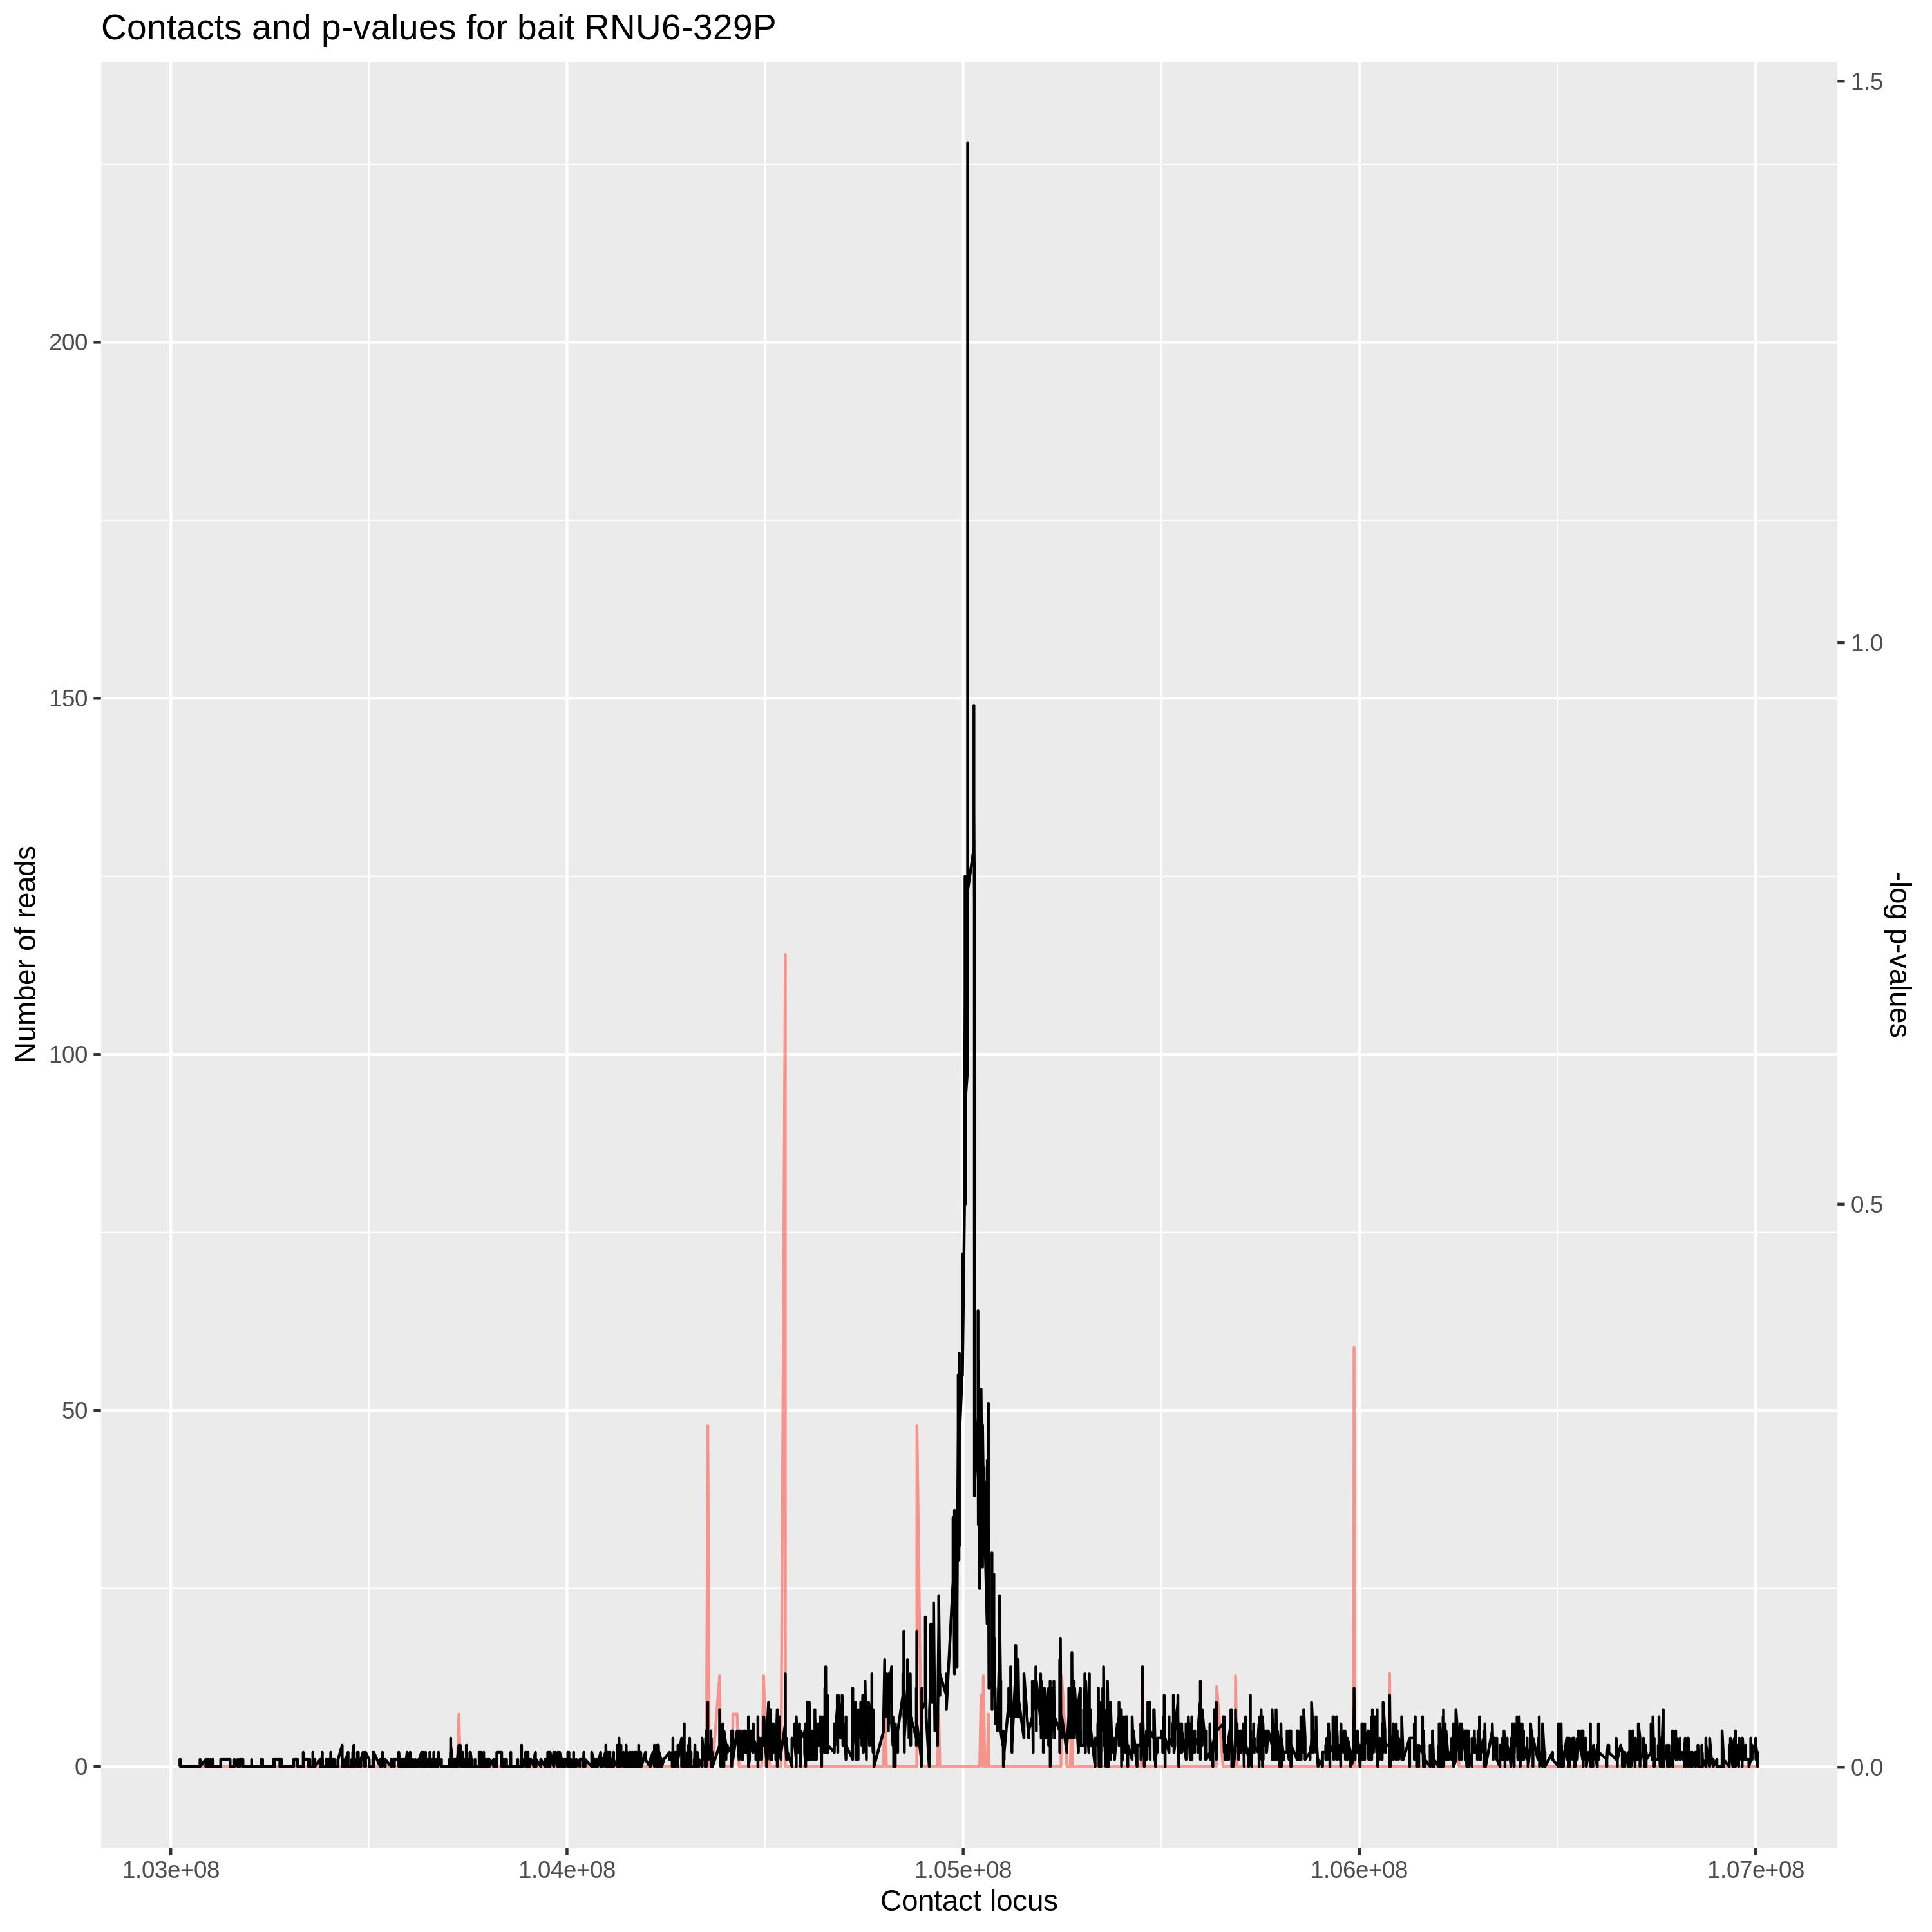 Contacts and p-values for bait RNU6-329P
1.5
200
1.0
150
Number of reads
-log p-values
100
0.5
50
0
0.0
1.03e+08
1.04e+08
1.05e+08
1.06e+08
1.07e+08
Contact locus